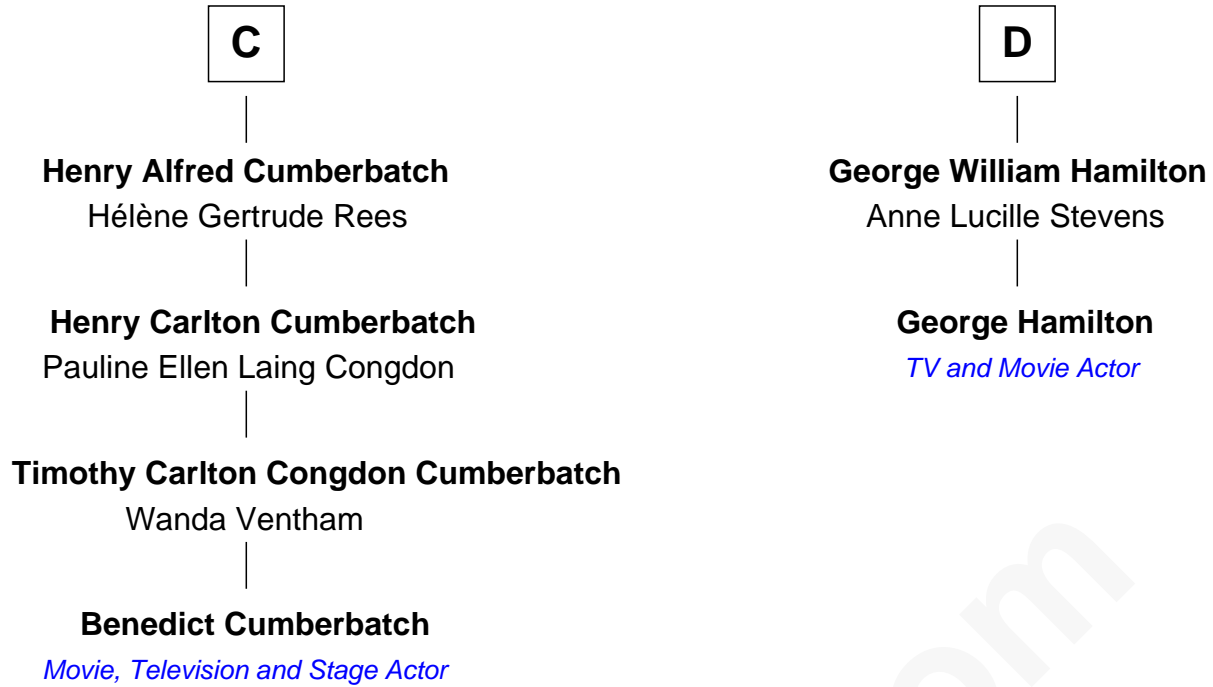 C
Henry Alfred Cumberbatch
Hélène Gertrude Rees
Henry Carlton Cumberbatch
Pauline Ellen Laing Congdon
Timothy Carlton Congdon Cumberbatch
Wanda Ventham
Benedict Cumberbatch
Movie, Television and Stage Actor
D
George William Hamilton
Anne Lucille Stevens
George Hamilton
TV and Movie Actor
om